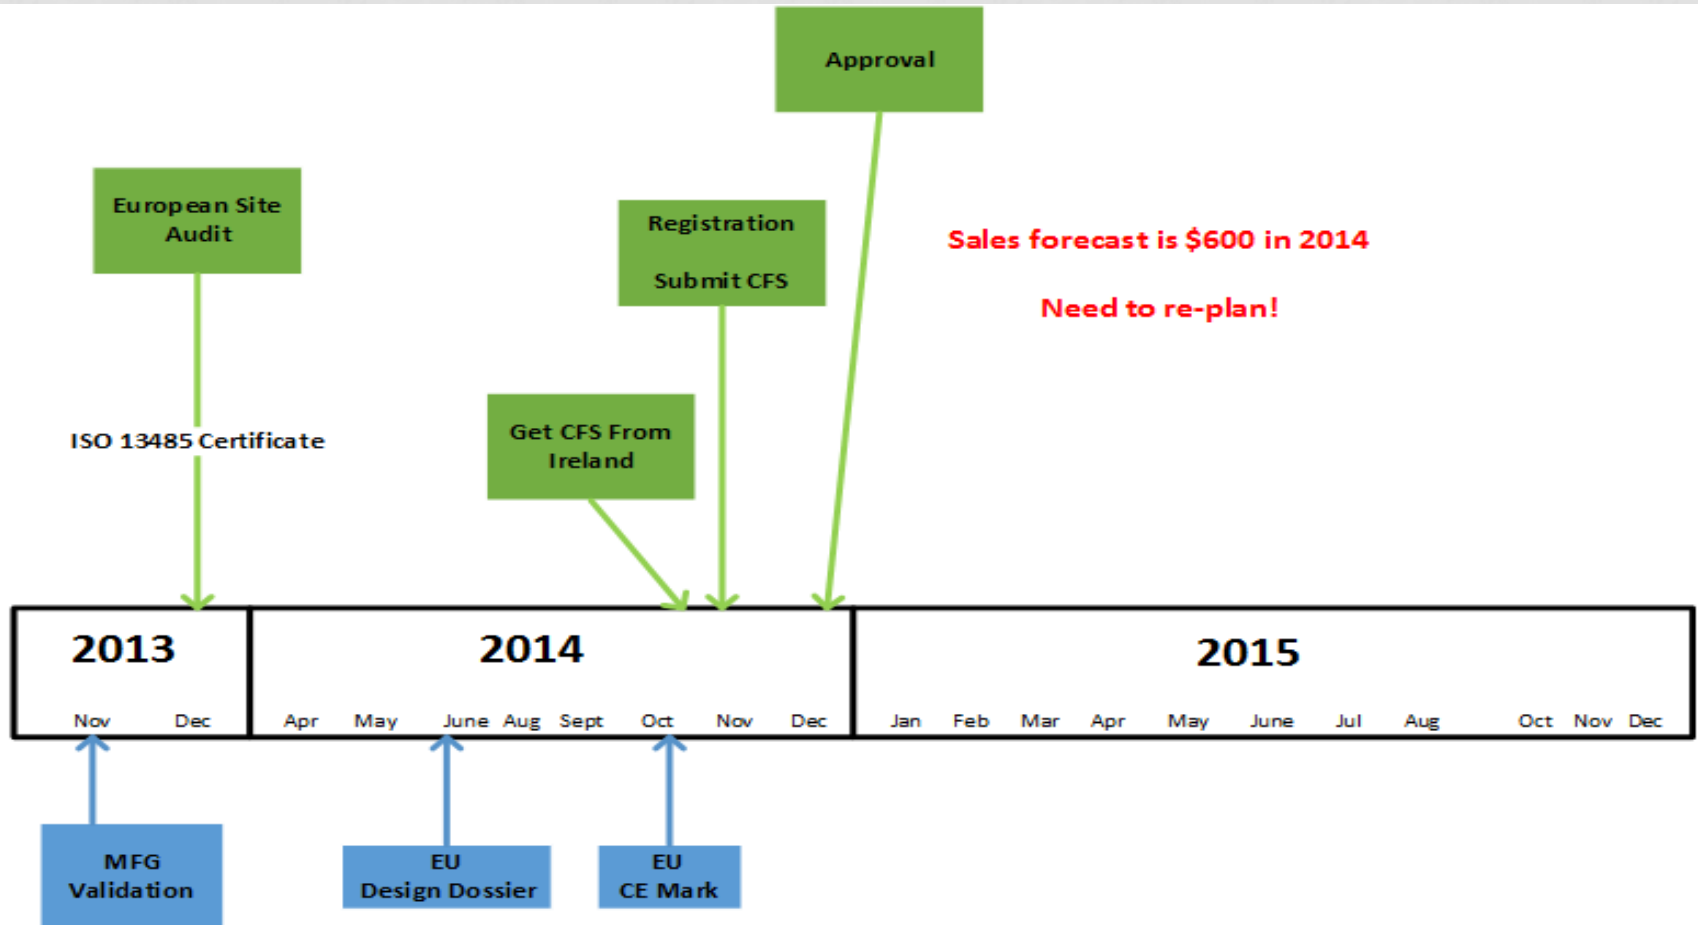 Approval
European Site
Audit
Registration
Submit CFS
Sales forecast is $600 in 2014
Need to re-plan!
ISO 13485 Certificate
Get CFS From
Ireland
2013
2014
2015
Nov Dec Apr May June Aug Sept Oct Nov Dec Jan Feb Mar Apr May June Jul Aug Oct Nov Dec
MFG
Validation
EU
Design Dossier
EU
CE Mark